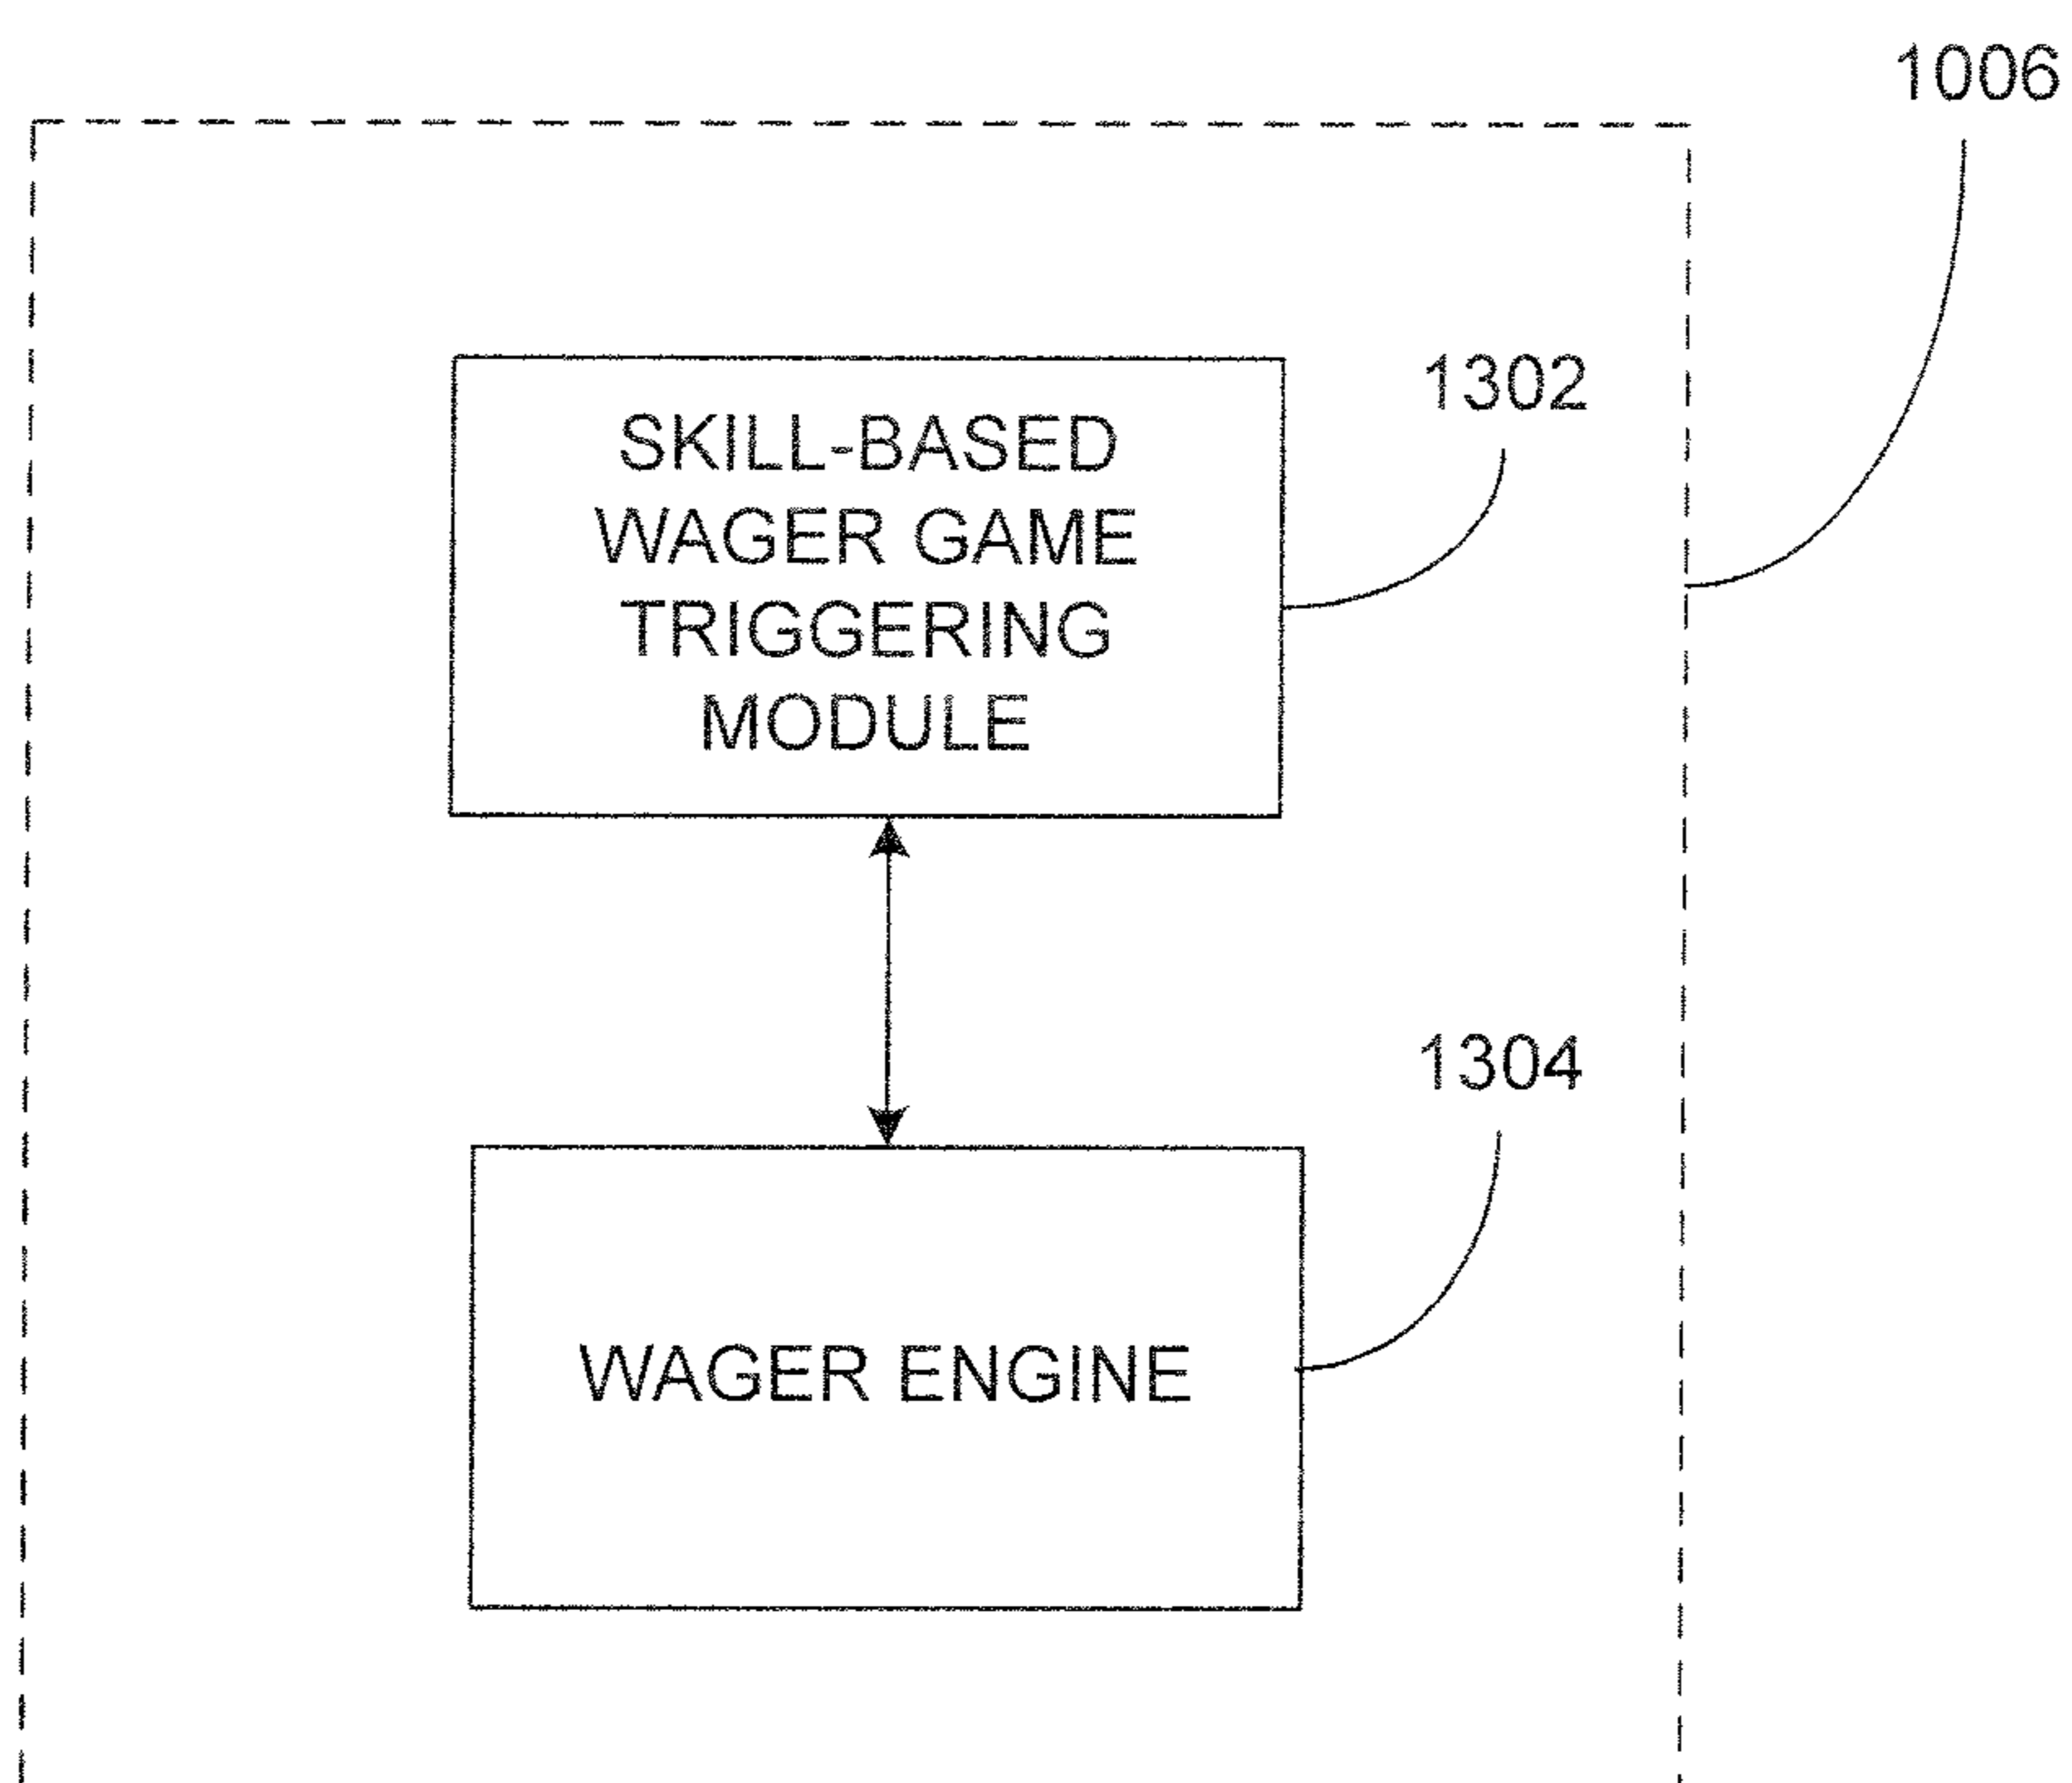 1006
1302
SKILL-BASED
WAGER GAME
TRIGGERING
MODULE
1304
WAGER ENGINE